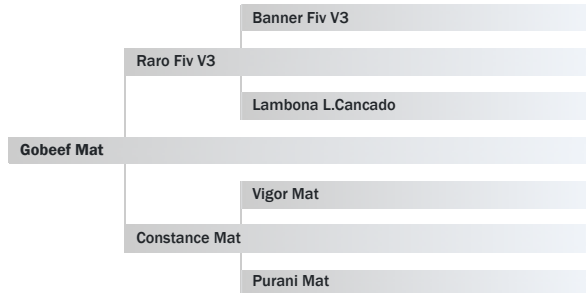 Banner Fiv V3
Raro Fiv V3
Lambona L.Cancado
Gobeef Mat
Vigor Mat
Constance Mat
Purani Mat